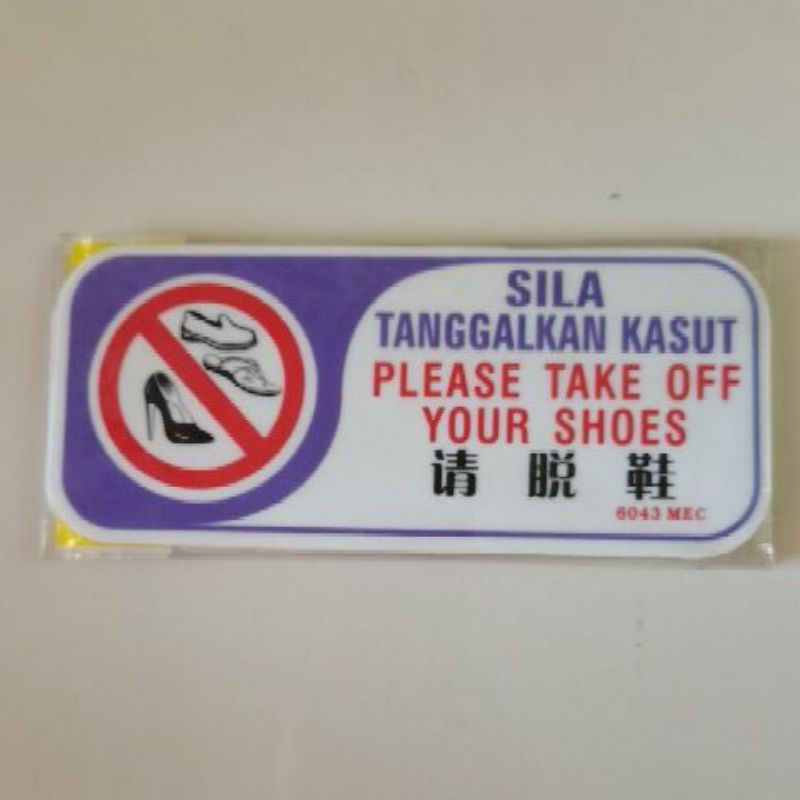 SILA
TANGGALKAN KASUT
PLEASE TAKE OFF
YOUR SHOES
请 脱 鞋
6043 MEC